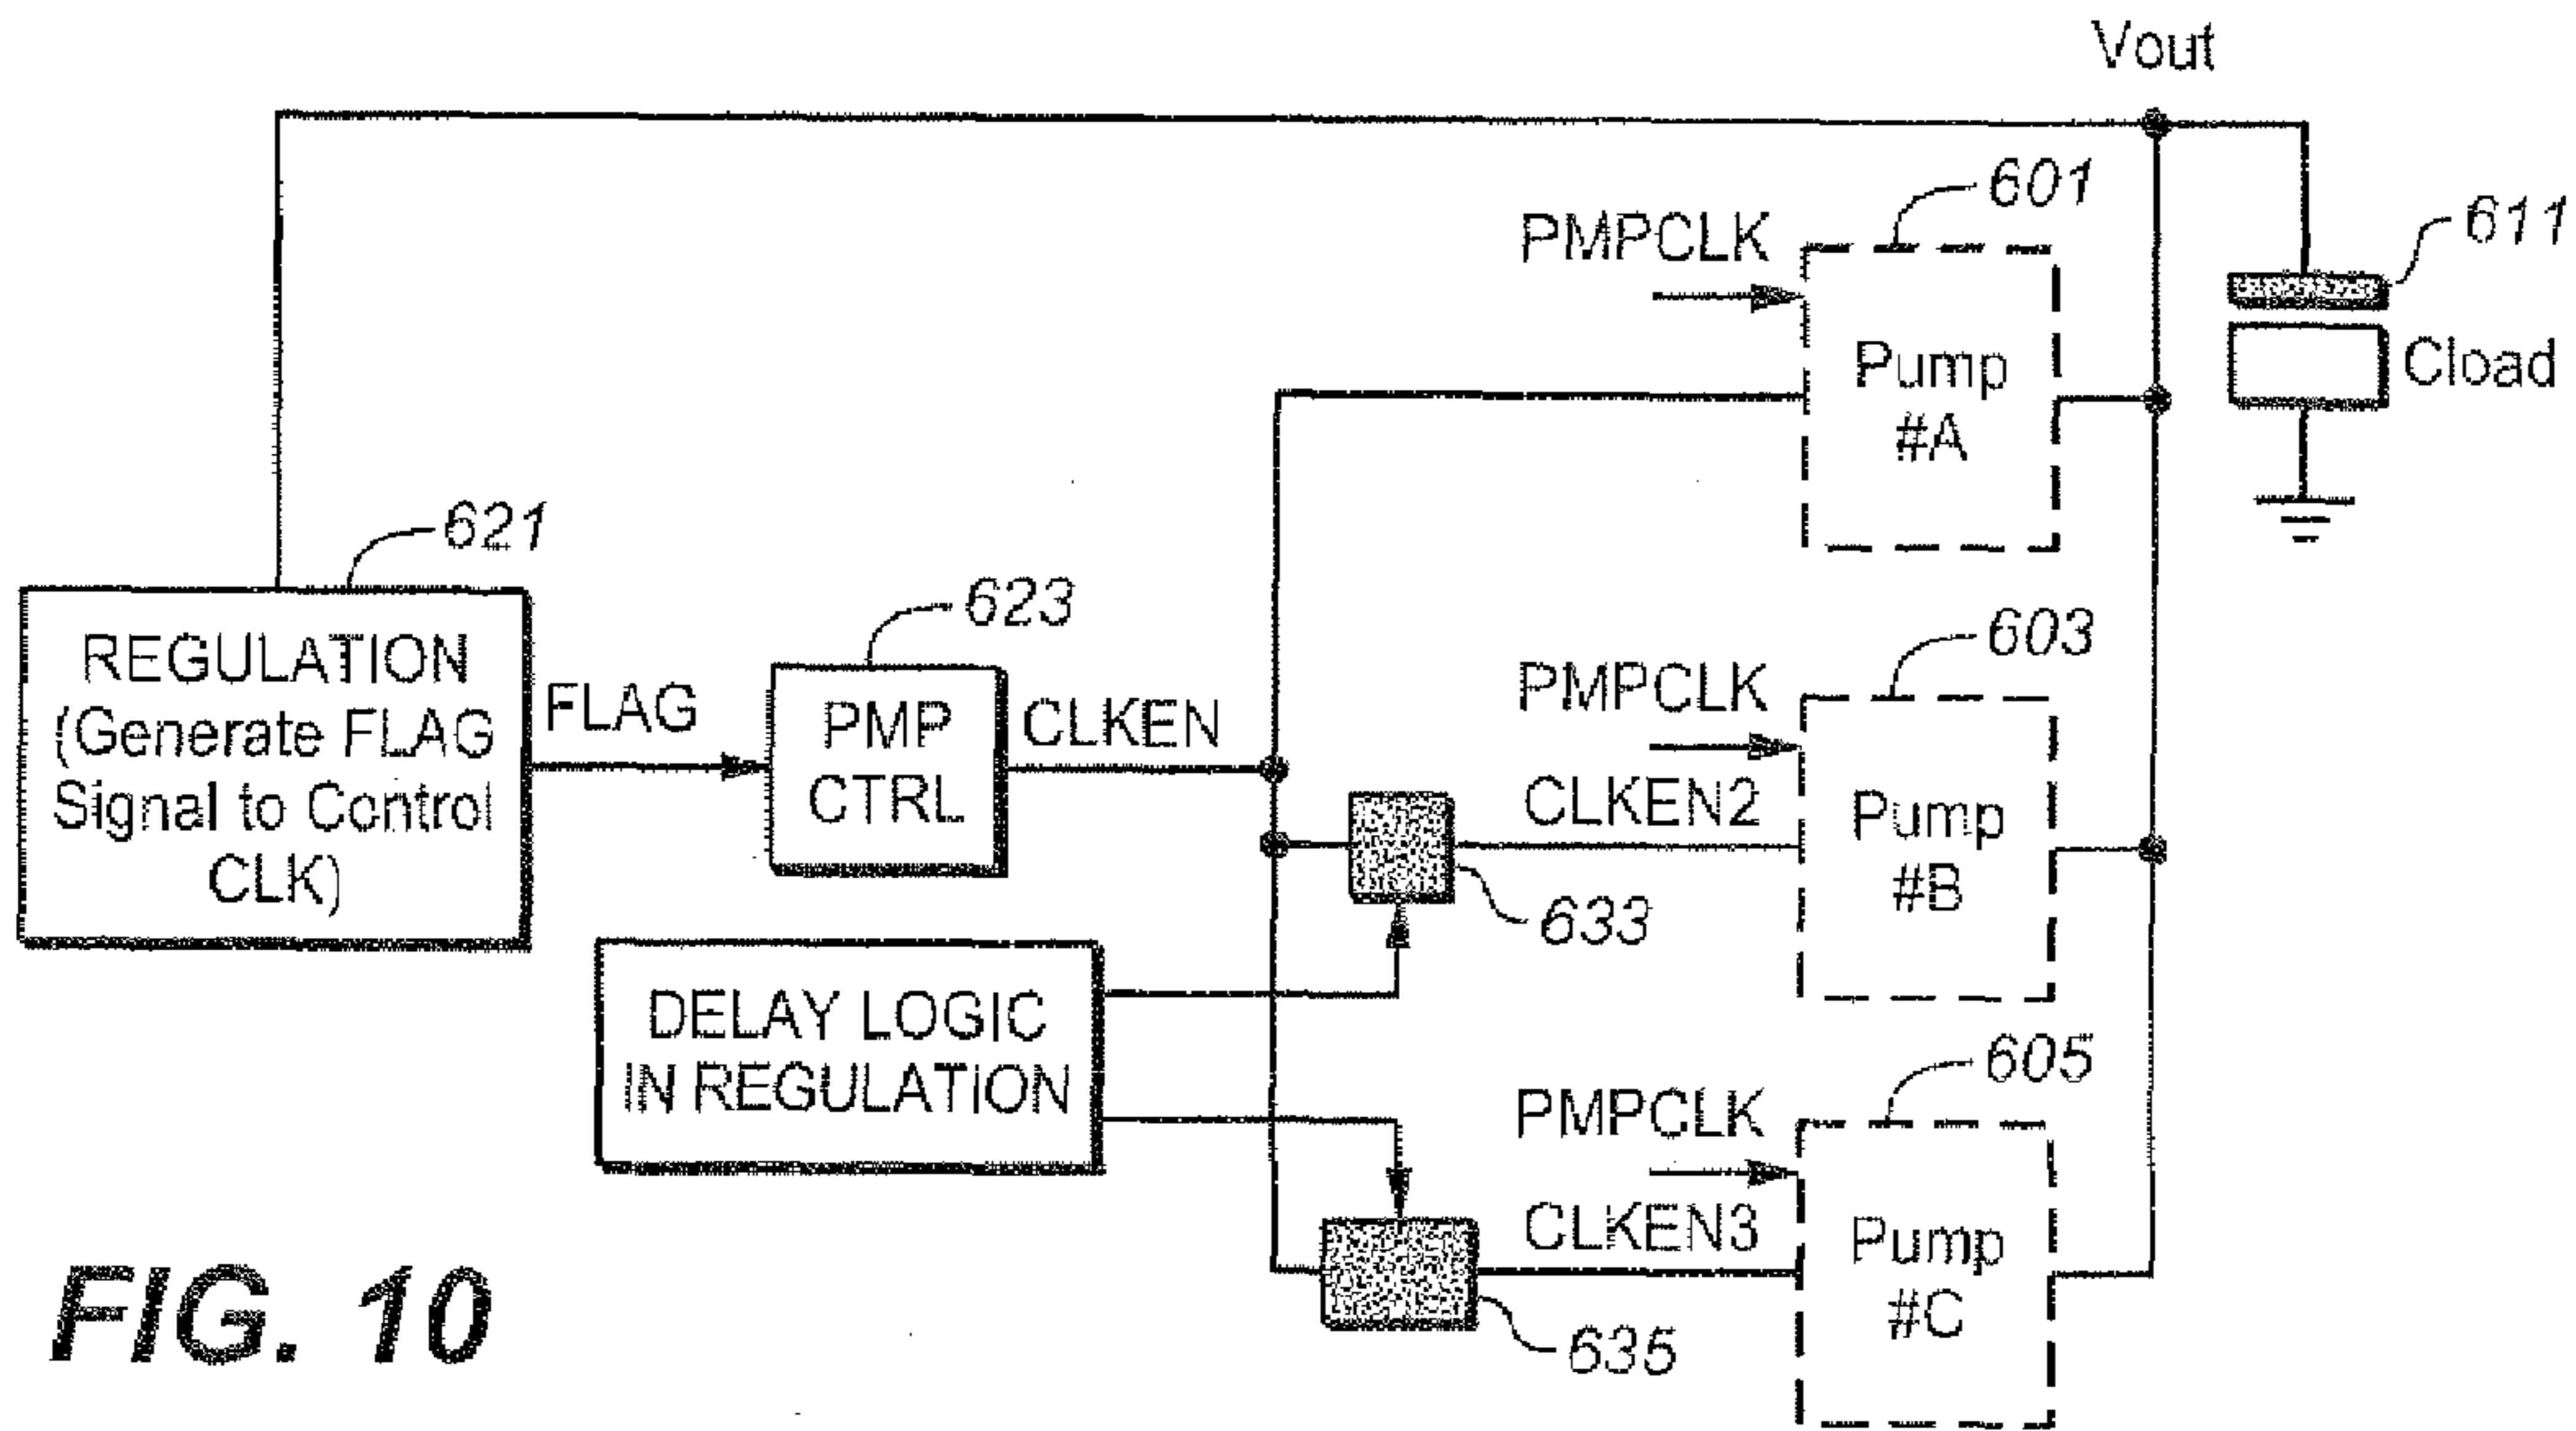 Vout
601
611
PMPCLK
Pump
#A
Cload
621
623
603
REGULATION
(Generate FLAG
Signal to Control
CLK)
FLAG
PMP
CTRL
CLKEN
PMPCLK
CLKEN2
Pump
#B
633
DELAY LOGIC
IN REGULATION
605
PMPCLK
CLKEN3
Pump
#C
635
FIG. 10